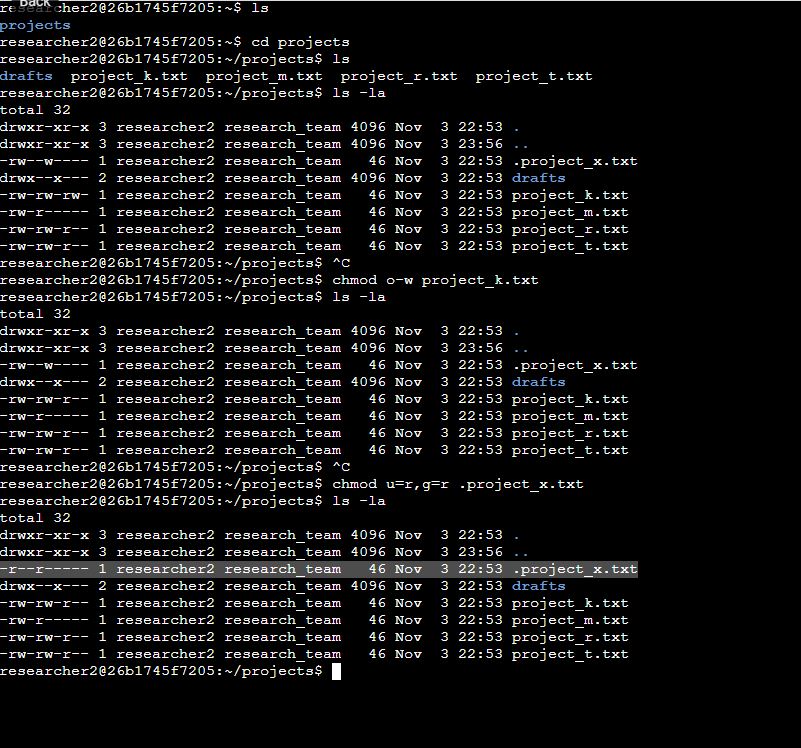 Back
researcher2@26b1745f7205:~$ ls
projects
researcher2@26b1745f7205:~$ cd projects
researcher2@26b1745f7205:~/projects$ ls
drafts  project_k.txt  project_m.txt  project_r.txt  project_t.txt
researcher2@26b1745f7205:~/projects$ ls -la
total 32
drwxr-xr-x 3 researcher2 research_team 4096 Nov  3 22:53 .
drwxr-xr-x 3 researcher2 research_team 4096 Nov  3 23:56 ..
-rw--w---- 1 researcher2 research_team   46 Nov  3 22:53 .project_x.txt
drwx--x--- 2 researcher2 research_team 4096 Nov  3 22:53 drafts
-rw-rw-rw- 1 researcher2 research_team   46 Nov  3 22:53 project_k.txt
-rw-r----- 1 researcher2 research_team   46 Nov  3 22:53 project_m.txt
-rw-rw-r-- 1 researcher2 research_team   46 Nov  3 22:53 project_r.txt
-rw-rw-r-- 1 researcher2 research_team   46 Nov  3 22:53 project_t.txt
researcher2@26b1745f7205:~/projects$ ^C
researcher2@26b1745f7205:~/projects$ chmod o-w project_k.txt
researcher2@26b1745f7205:~/projects$ ls -la
total 32
drwxr-xr-x 3 researcher2 research_team 4096 Nov  3 22:53 .
drwxr-xr-x 3 researcher2 research_team 4096 Nov  3 23:56 ..
-rw--w---- 1 researcher2 research_team   46 Nov  3 22:53 .project_x.txt
drwx--x--- 2 researcher2 research_team 4096 Nov  3 22:53 drafts
-rw-rw-r-- 1 researcher2 research_team   46 Nov  3 22:53 project_k.txt
-rw-r----- 1 researcher2 research_team   46 Nov  3 22:53 project_m.txt
-rw-rw-r-- 1 researcher2 research_team   46 Nov  3 22:53 project_r.txt
-rw-rw-r-- 1 researcher2 research_team   46 Nov  3 22:53 project_t.txt
researcher2@26b1745f7205:~/projects$ ^C
researcher2@26b1745f7205:~/projects$ chmod u=r,g=r .project_x.txt
researcher2@26b1745f7205:~/projects$ ls -la
total 32
drwxr-xr-x 3 researcher2 research_team 4096 Nov  3 22:53 .
drwxr-xr-x 3 researcher2 research_team 4096 Nov  3 23:56 ..
-r--r----- 1 researcher2 research_team   46 Nov  3 22:53 .project_x.txt
drwx--x--- 2 researcher2 research_team 4096 Nov  3 22:53 drafts
-rw-rw-r-- 1 researcher2 research_team   46 Nov  3 22:53 project_k.txt
-rw-r----- 1 researcher2 research_team   46 Nov  3 22:53 project_m.txt
-rw-rw-r-- 1 researcher2 research_team   46 Nov  3 22:53 project_r.txt
-rw-rw-r-- 1 researcher2 research_team   46 Nov  3 22:53 project_t.txt
researcher2@26b1745f7205:~/projects$